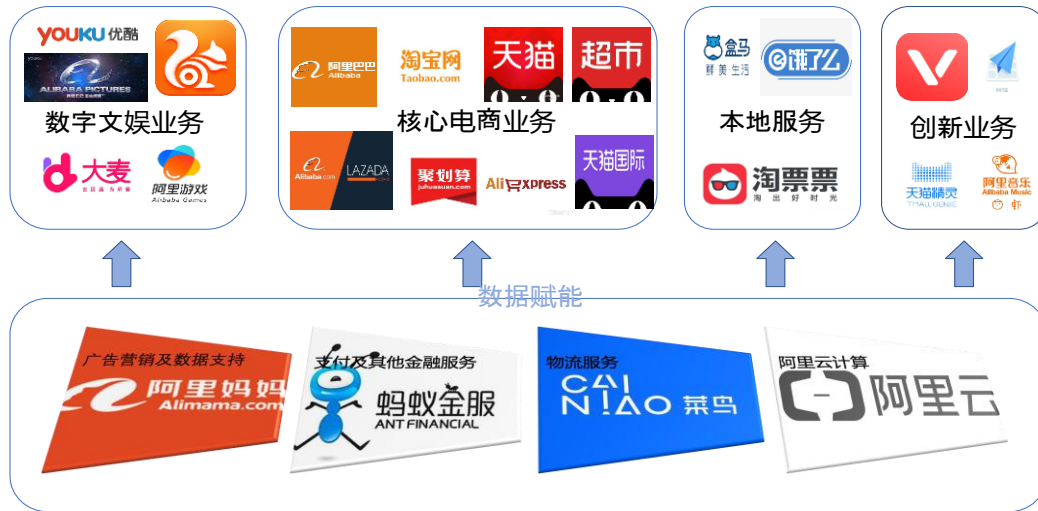 YOUKU 优酷
youku
ALIBABA PICTURES
数字文娱业务
大麦
阿里游戏
Alibaba Games
阿里巴巴
Alibaba
淘宝网
Taobao.com
天猫
超市
核心电商业务
Alibaba.com
LAZADA
聚划算
juhuasuan.com
AliExpress
天猫国际
盒马
鲜·美·生活
饿了么
本地服务
淘票票
淘出好时光
创新业务
天猫精灵
TMALL GENIE
阿里音乐
Alibaba Music
虾
数据赋能
广告营销及数据支持
阿里妈妈
Alimama.com
支付及其他金融服务
蚂蚁金服
ANT FINANCIAL
物流服务
CAI
NIAO 菜鸟
阿里云计算
阿里云